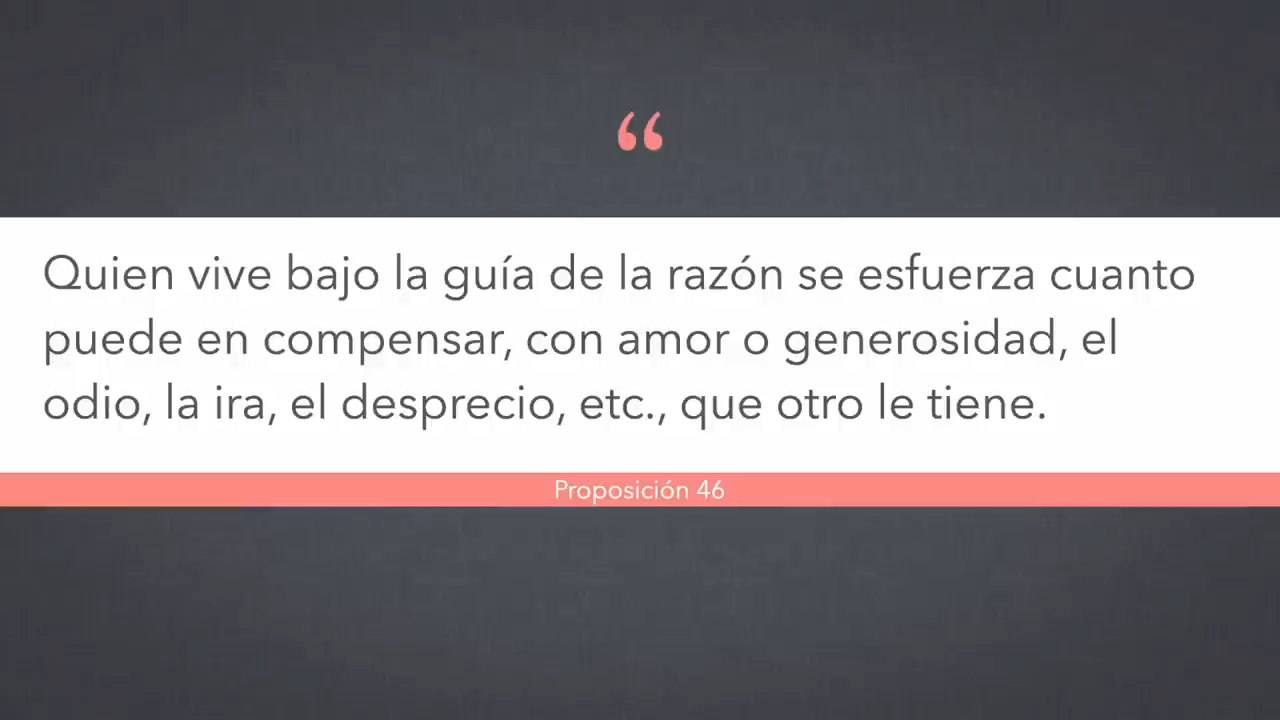 “
Quien vive bajo la guía de la razón se esfuerza cuanto
puede en compensar, con amor o generosidad, el
odio, la ira, el desprecio, etc., que otro le tiene.
Proposición 46